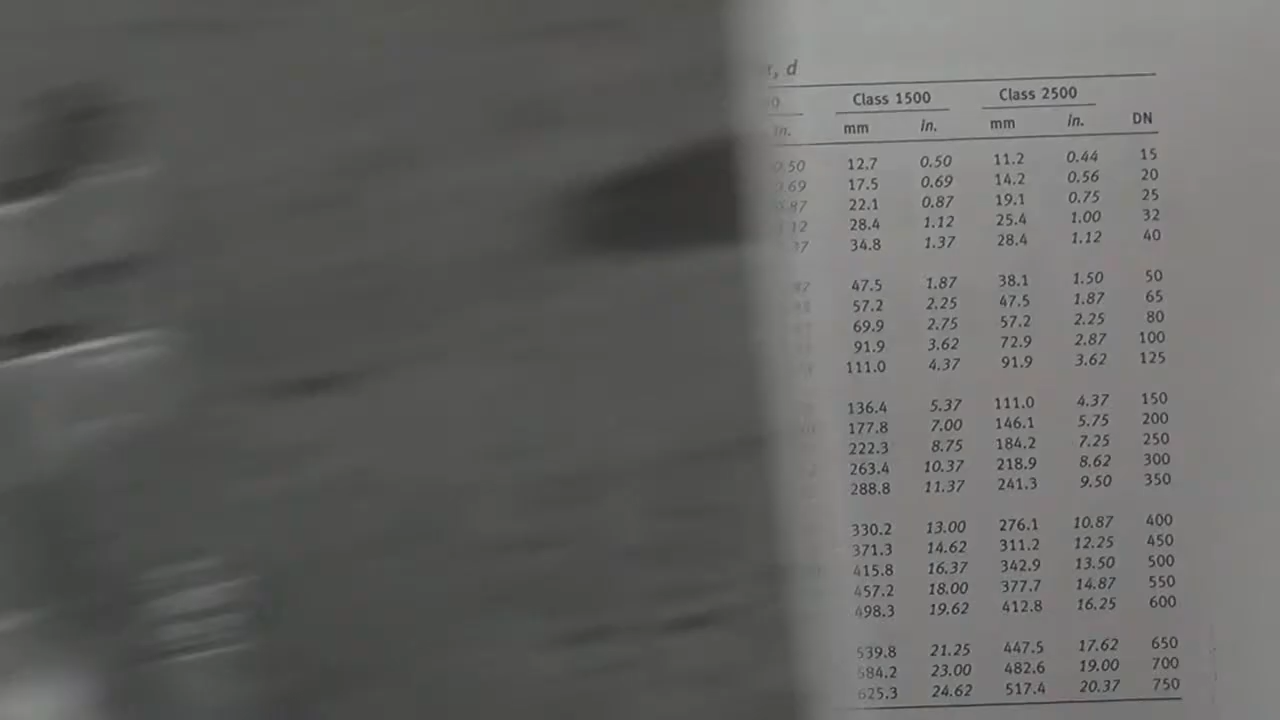 d
Class 1500 Class 2500
mm in. mm in. DN
12.7 0.50 11.2 0.44 15
17.5 0.69 14.2 0.56 20
22.1 0.87 19.1 0.75 25
28.4 1.12 25.4 1.00 32
34.8 1.37 28.4 1.12 40
47.5 1.87 38.1 1.50 50
57.2 2.25 47.5 1.87 65
69.9 2.75 57.2 2.25 80
91.9 3.62 72.9 2.87 100
111.0 4.37 91.9 3.62 125
136.4 5.37 111.0 4.37 150
177.8 7.00 146.1 5.75 200
222.3 8.75 184.2 7.25 250
263.4 10.37 218.9 8.62 300
288.8 11.37 241.3 9.50 350
330.2 13.00 276.1 10.87 400
371.3 14.62 311.2 12.25 450
415.8 16.37 342.9 13.50 500
457.2 18.00 377.7 14.87 550
498.3 19.62 412.8 16.25 600
539.8 21.25 447.5 17.62 650
584.2 23.00 482.6 19.00 700
625.3 24.62 517.4 20.37 750